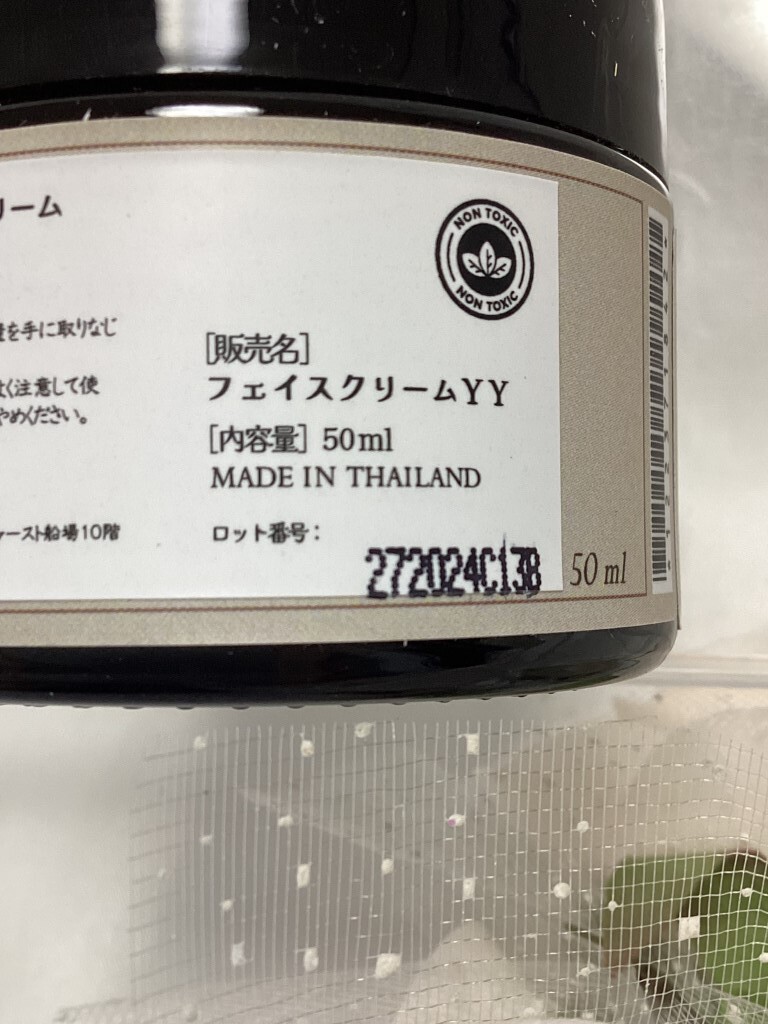 リーム
NON TOXIC
NON TOXIC
量を手に取りなじ
[販売名]
フェイスクリームYY
よく注意して使
やめください。
[内容量] 50ml
MADE IN THAILAND
ァースト船場10階
ロット番号:
272024C13B
50 ml